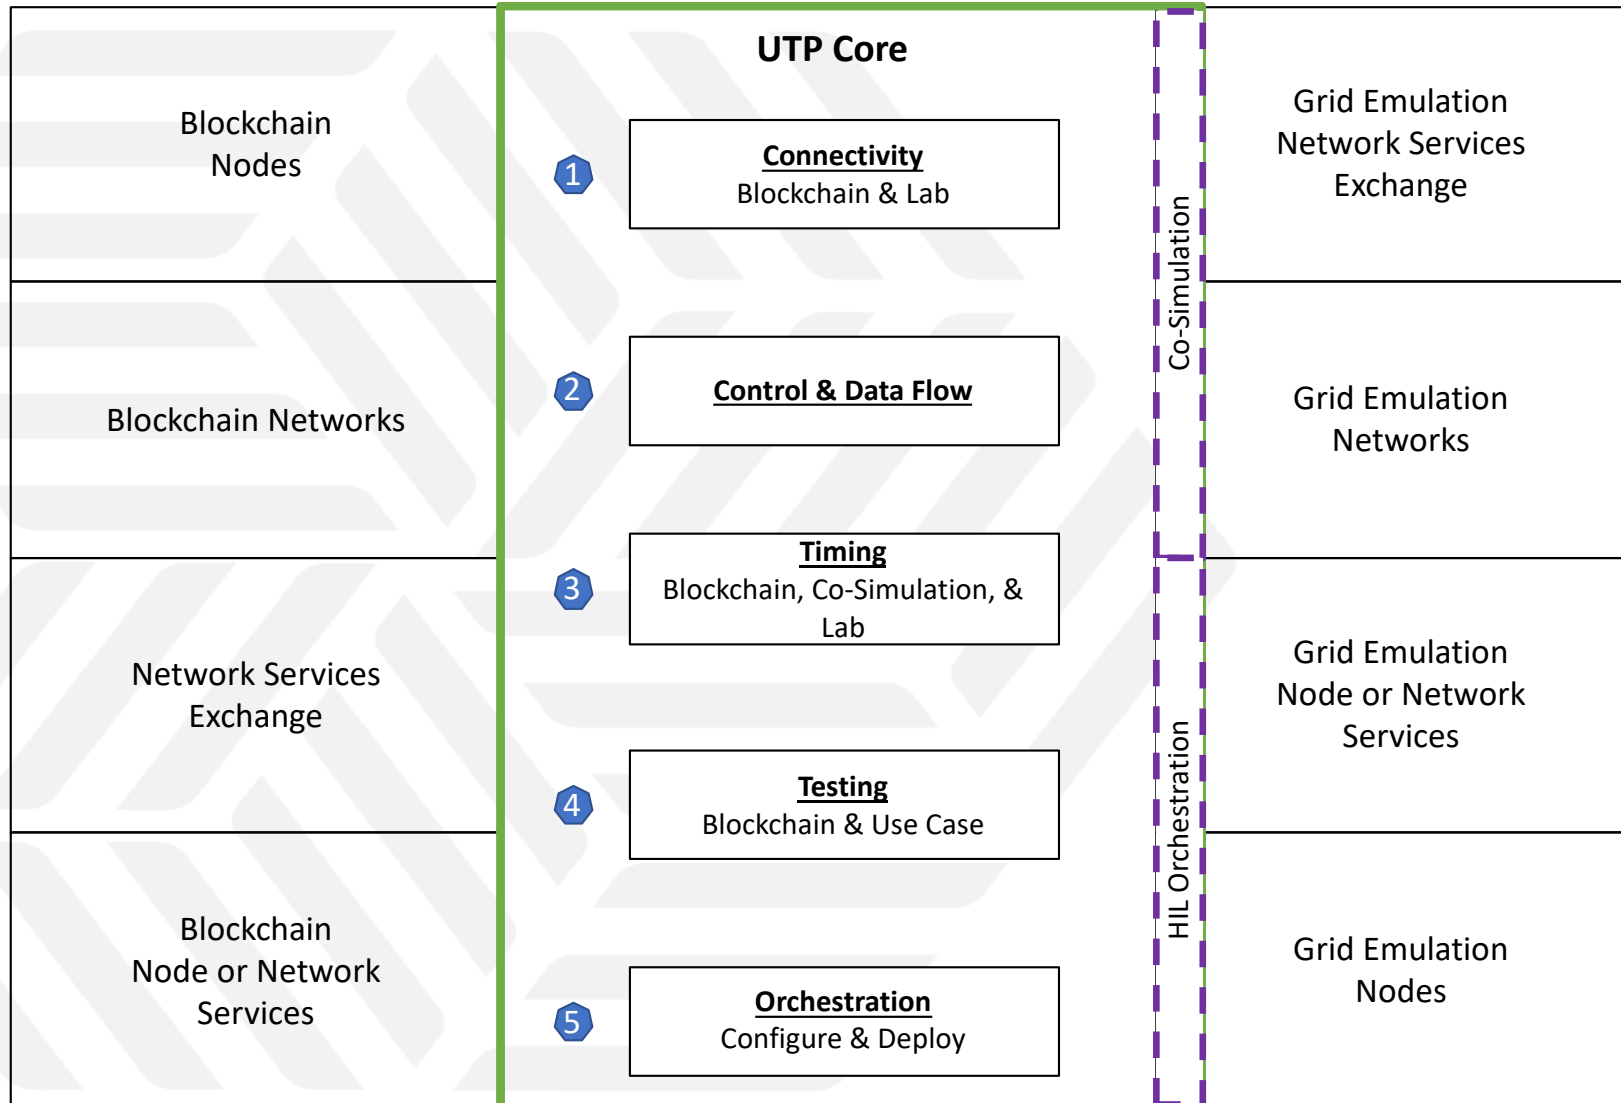 Blockchain
Nodes
Blockchain Networks
Network Services
Exchange
Blockchain
Node or Network
Services
UTP Core
1
Connectivity
Blockchain & Lab
2
Control & Data Flow
3
Timing
Blockchain, Co-Simulation, &
Lab
4
Testing
Blockchain & Use Case
5
Orchestration
Configure & Deploy
Co-Simulation
HIL Orchestration
Grid Emulation
Network Services
Exchange
Grid Emulation
Networks
Grid Emulation
Node or Network
Services
Grid Emulation
Nodes